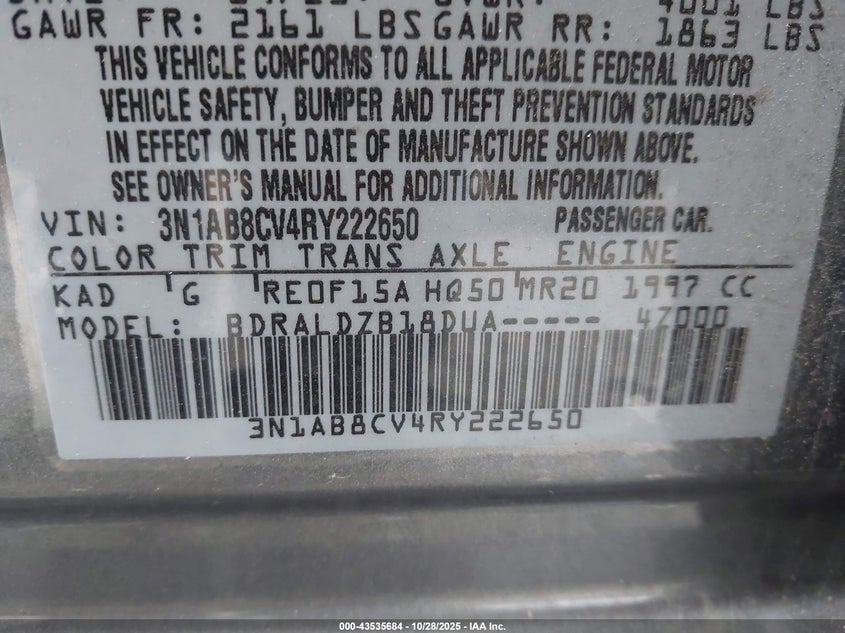 GAWR FR: 2161 LBS GAWR RR: 1863 LBS
THIS VEHICLE CONFORMS TO ALL APPLICABLE FEDERAL MOTOR
VEHICLE SAFETY, BUMPER AND THEFT PREVENTION STANDARDS
IN EFFECT ON THE DATE OF MANUFACTURE SHOWN ABOVE.
SEE OWNER'S MANUAL FOR ADDITIONAL INFORMATION.
VIN: 3N1AB8CV4RY222650 PASSENGER CAR.
COLOR TRIM TRANS AXLE ENGINE
KAD G RE0F15A HQ50 MR20 1997 CC
MODEL: BDRALDZB18DUA----- 4Z000
3N1AB8CV4RY222650
000-43535684 | 10/28/2025 - IAA Inc.